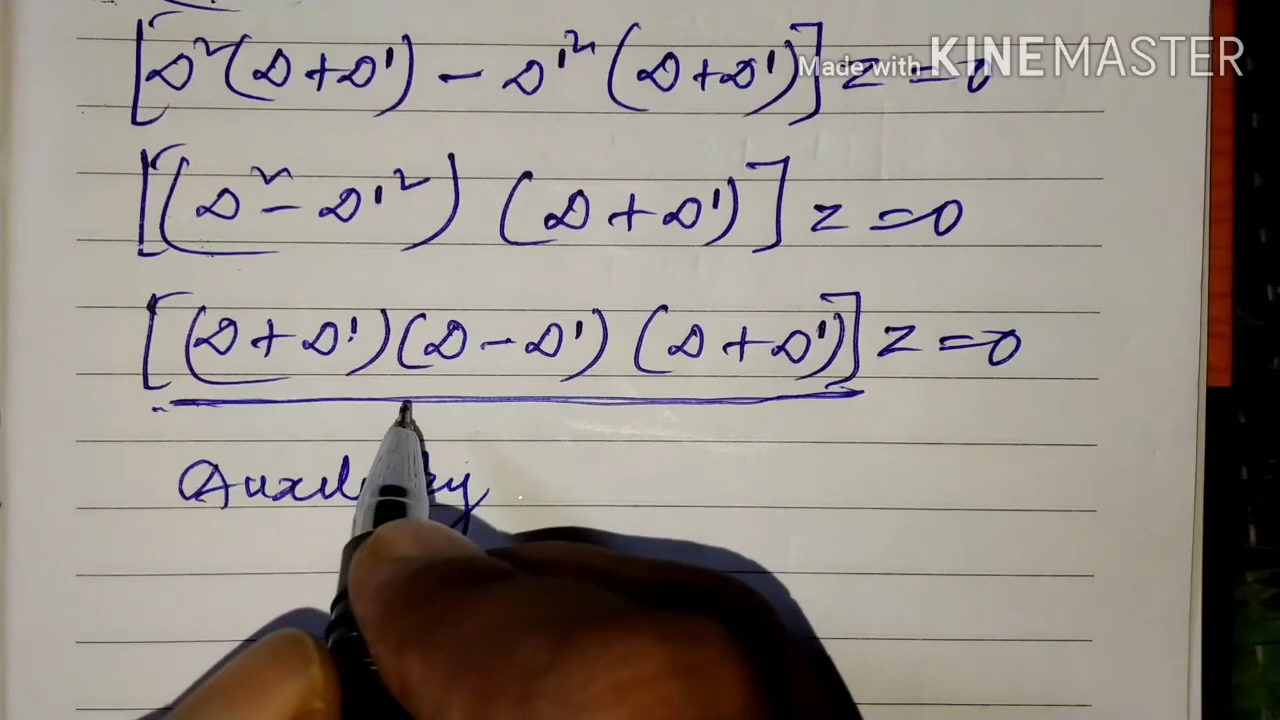 [D²(D+D') - D'²(D+D')] z = 0
Made with KINEMASTER
[(D² - D'²) (D+D')] z = 0
[(D+D')(D-D') (D+D')] z = 0